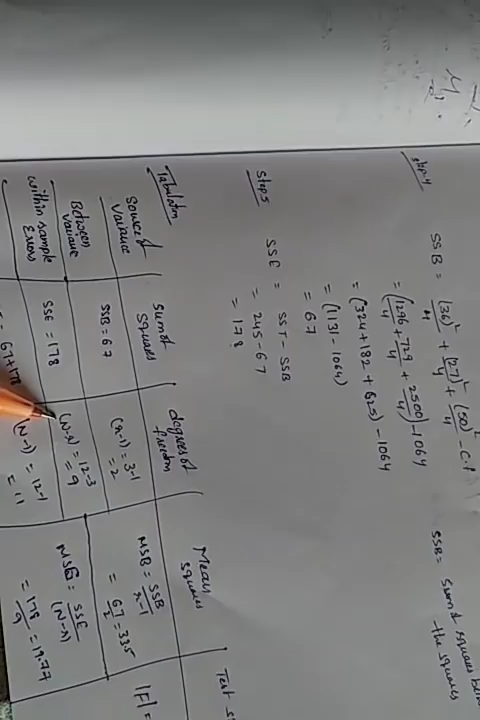 Step-4
SSB = (36)²/4 + (27)²/4 + (50)²/4 - C.F
= (1296/4 + 729/4 + 2500/4) - 1064
= (324 + 182 + 625) - 1064
= (1131 - 1064)
= 67
SSB = Sum of squares
the squares
Step5
SSE = SST - SSB
= 245 - 67
= 178
Tabulation
Source of Variance
Sum of Squares
degrees of freedom
Mean squares
Between Variance
SSB = 67
(n-1) = 3-1 = 2
MSB = SSB/n-1 = 67/2 = 33.5
|F| =
Within Sample Errors
SSE = 178
(N-n) = 12-3 = 9
MSE = SSE/(N-n) = 178/9 = 19.77
= 67+178
(N-1) = 12-1 = 11